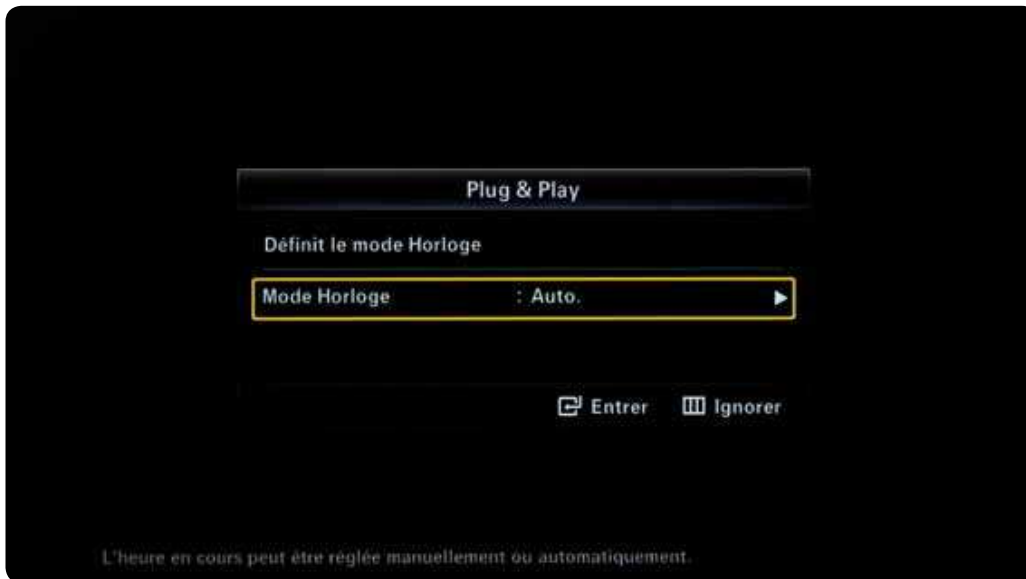 Plug & Play
Définit le mode Horloge
Mode Horloge : Auto. ▶
Entrer Ignorer
L'heure en cours peut être réglée manuellement ou automatiquement.